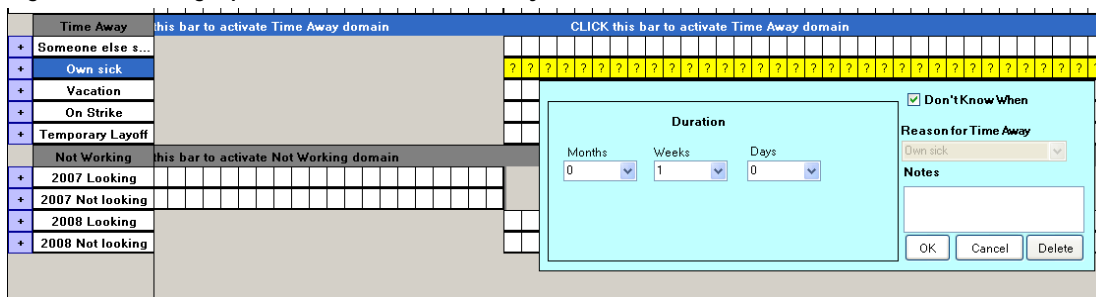 Time Away this bar to activate Time Away domain CLICK this bar to activate Time Away domain
+ Someone else s...
+ Own sick ? ? ? ? ? ? ? ? ? ? ? ? ? ? ? ? ? ? ? ? ? ? ? ? ? ? ? ? ? ? ? ? ? ?
+ Vacation
+ On Strike
+ Temporary Layoff
Not Working this bar to activate Not Working domain
+ 2007 Looking
+ 2007 Not looking
+ 2008 Looking
+ 2008 Not looking
Duration
Months Weeks Days
0 1 0
Don't Know When
Reason for Time Away
Own sick
Notes
OK Cancel Delete